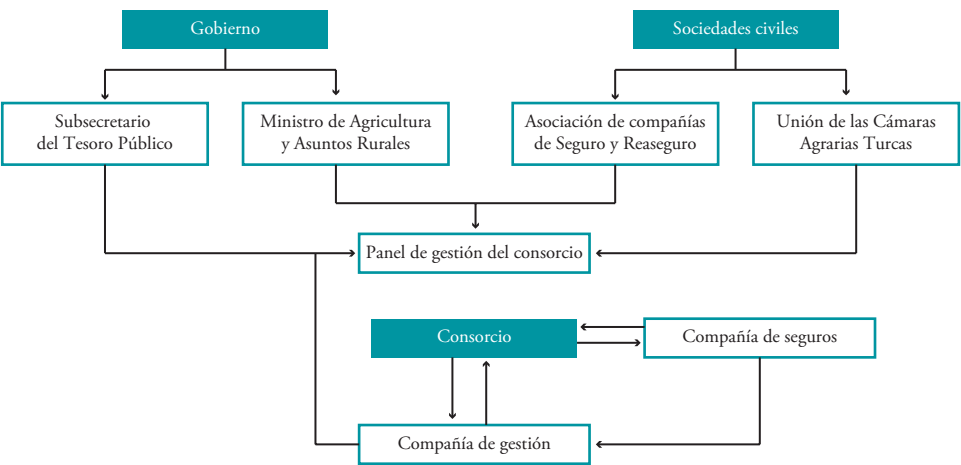 Gobierno
Sociedades civiles
Subsecretario
del Tesoro Público
Ministro de Agricultura
y Asuntos Rurales
Asociación de compañías
de Seguro y Reaseguro
Unión de las Cámaras
Agrarias Turcas
Panel de gestión del consorcio
Consorcio
Compañía de seguros
Compañía de gestión